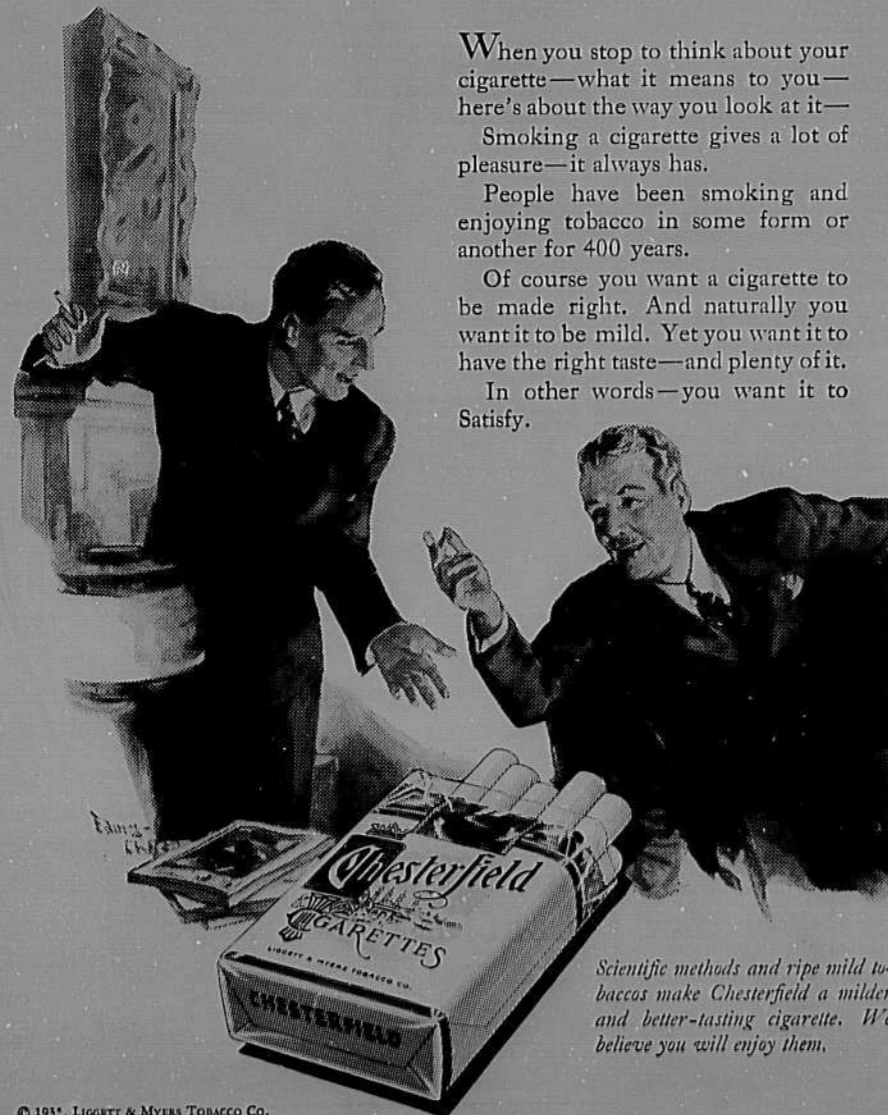 When you stop to think about your
cigarette—what it means to you—
here's about the way you look at it—
Smoking a cigarette gives a lot of
pleasure—it always has.
People have been smoking and
enjoying tobacco in some form or
another for 400 years.
Of course you want a cigarette to
be made right. And naturally you
want it to be mild. Yet you want it to
have the right taste—and plenty of it.
In other words—you want it to
Satisfy.
Chesterfield
CIGARETTES
LIGGETT & MYERS TOBACCO CO.
CHESTERFIELD
Scientific methods and ripe mild to-
baccos make Chesterfield a milder
and better-tasting cigarette. We
believe you will enjoy them.
LIGGETT & MYERS TOBACCO CO.